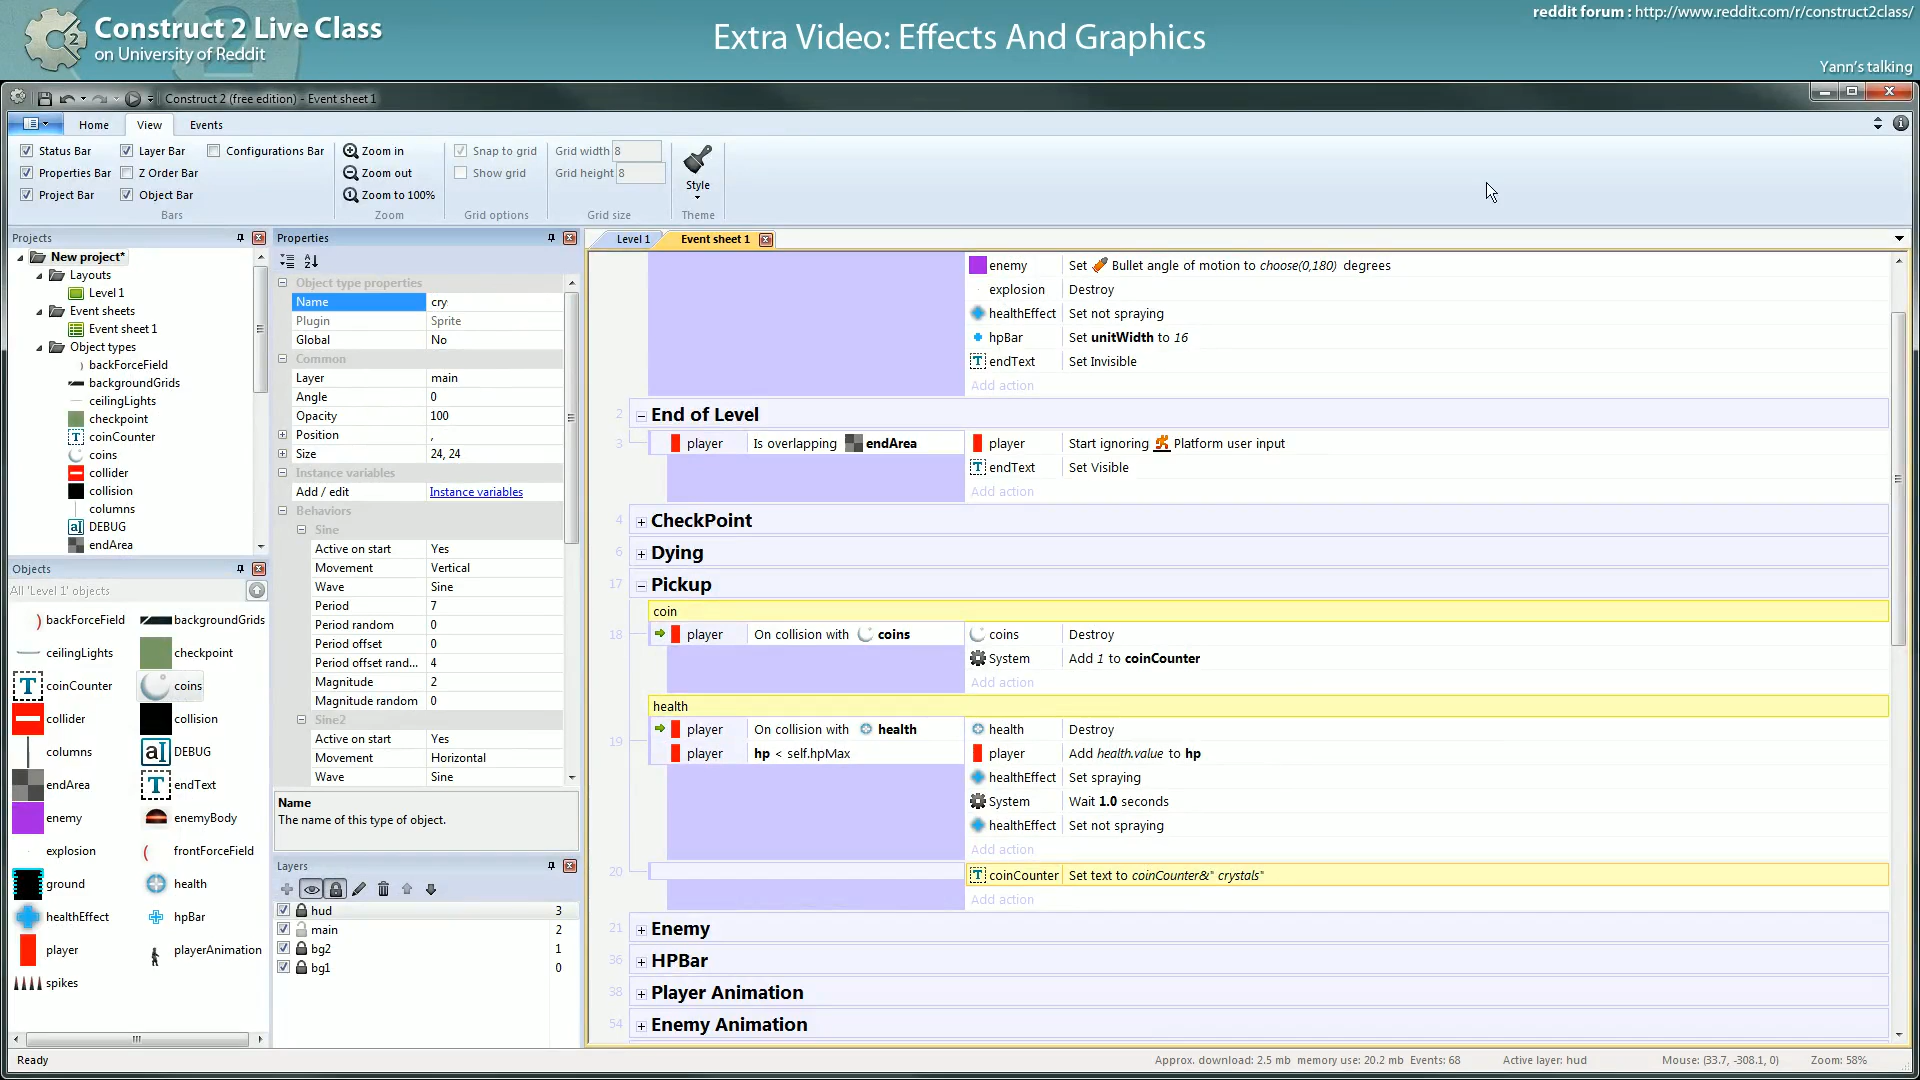 Construct 2 Live Class
on University of Reddit
Extra Video: Effects And Graphics
reddit forum : http://www.reddit.com/r/construct2class/
Yann's talking
Construct 2 (free edition) - Event sheet 1
Home View Events
Status Bar Layer Bar Configurations Bar
Properties Bar Z Order Bar
Project Bar Object Bar
Bars
Zoom in
Zoom out
Zoom to 100%
Zoom
Snap to grid
Show grid
Grid options
Grid width 8
Grid height 8
Grid size
Style
Theme
Projects
New project*
Layouts
Level 1
Event sheets
Event sheet 1
Object types
backForceField
backgroundGrids
ceilingLights
checkpoint
coinCounter
coins
collider
collision
columns
DEBUG
endArea
Objects
All 'Level 1' objects
backForceField backgroundGrids
ceilingLights checkpoint
coinCounter coins
collider collision
columns DEBUG
endArea endText
enemy enemyBody
explosion frontForceField
ground health
healthEffect hpBar
player playerAnimation
spikes
Properties
Object type properties
Name cry
Plugin Sprite
Global No
Common
Layer main
Angle 0
Opacity 100
Position ,
Size 24, 24
Instance variables
Add / edit Instance variables
Behaviors
Sine
Active on start Yes
Movement Vertical
Wave Sine
Period 7
Period random 0
Period offset 0
Period offset rand... 4
Magnitude 2
Magnitude random 0
Sine2
Active on start Yes
Movement Horizontal
Wave Sine
Name
The name of this type of object.
Layers
hud 3
main 2
bg2 1
bg1 0
Level 1 Event sheet 1
enemy Set Bullet angle of motion to choose(0,180) degrees
explosion Destroy
healthEffect Set not spraying
hpBar Set unitWidth to 16
endText Set Invisible
Add action
2 End of Level
3 player Is overlapping endArea player Start ignoring Platform user input
endText Set Visible
Add action
4 CheckPoint
6 Dying
17 Pickup
coin
18 player On collision with coins coins Destroy
System Add 1 to coinCounter
Add action
health
19 player On collision with health health Destroy
player hp < self.hpMax player Add health.value to hp
healthEffect Set spraying
System Wait 1.0 seconds
healthEffect Set not spraying
Add action
20 coinCounter Set text to coinCounter&" crystals"
Add action
21 Enemy
36 HPBar
38 Player Animation
54 Enemy Animation
Ready
Approx. download: 2.5 mb memory use: 20.2 mb Events: 68 Active layer: hud Mouse: (33.7, -308.1, 0) Zoom: 58%